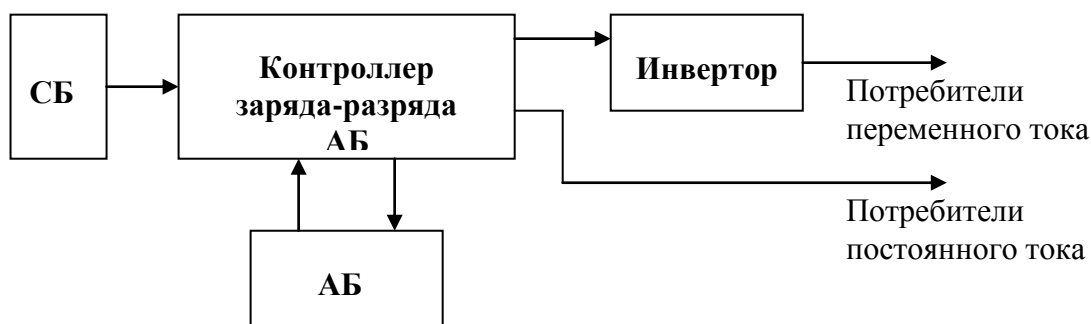 СБ
Контроллер
заряда-разряда
АБ
Инвертор
Потребители
переменного тока
Потребители
постоянного тока
АБ